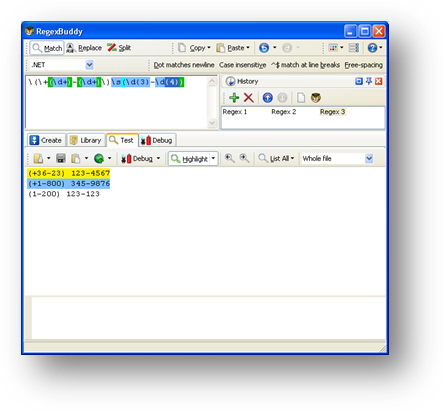 RegexBuddy
Match Replace Split Copy Paste
.NET Dot matches newline Case insensitive ^$ match at line breaks Free-spacing
\(\+(\d+)-(\d+)\)\s(\d(3)-\d(4))
History
Regex 1 Regex 2 Regex 3
Create Library Test Debug
Debug Highlight List All Whole file
(+36-23) 123-4567
(+1-800) 345-9876
(1-200) 123-123